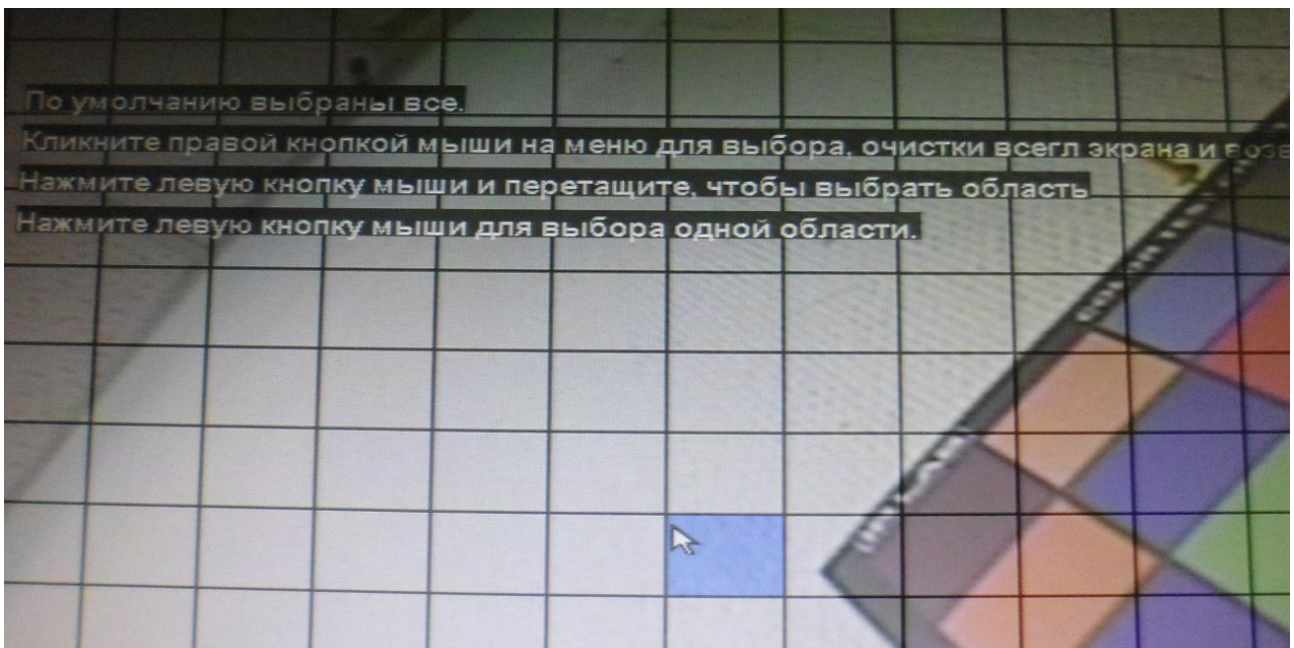 По умолчанию выбраны все.
Кликните правой кнопкой мыши на меню для выбора, очистки всегл экрана и
Нажмите левую кнопку мыши и перетащите, чтобы выбрать область
Нажмите левую кнопку мыши для выбора одной области.